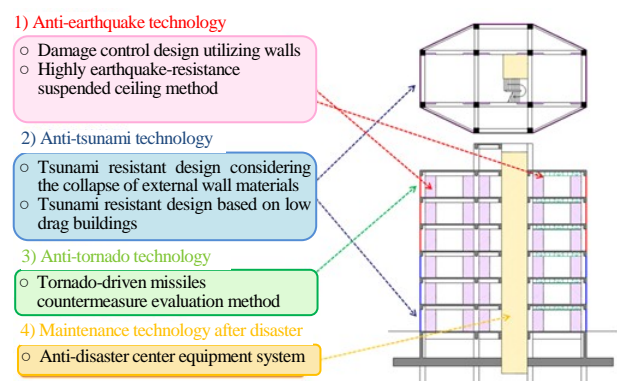 1) Anti-earthquake technology
○ Damage control design utilizing walls
○ Highly earthquake-resistance
suspended ceiling method
2) Anti-tsunami technology
○ Tsunami resistant design considering
the collapse of external wall materials
○ Tsunami resistant design based on low
drag buildings
3) Anti-tornado technology
○ Tornado-driven missiles
countermeasure evaluation method
4) Maintenance technology after disaster
○ Anti-disaster center equipment system